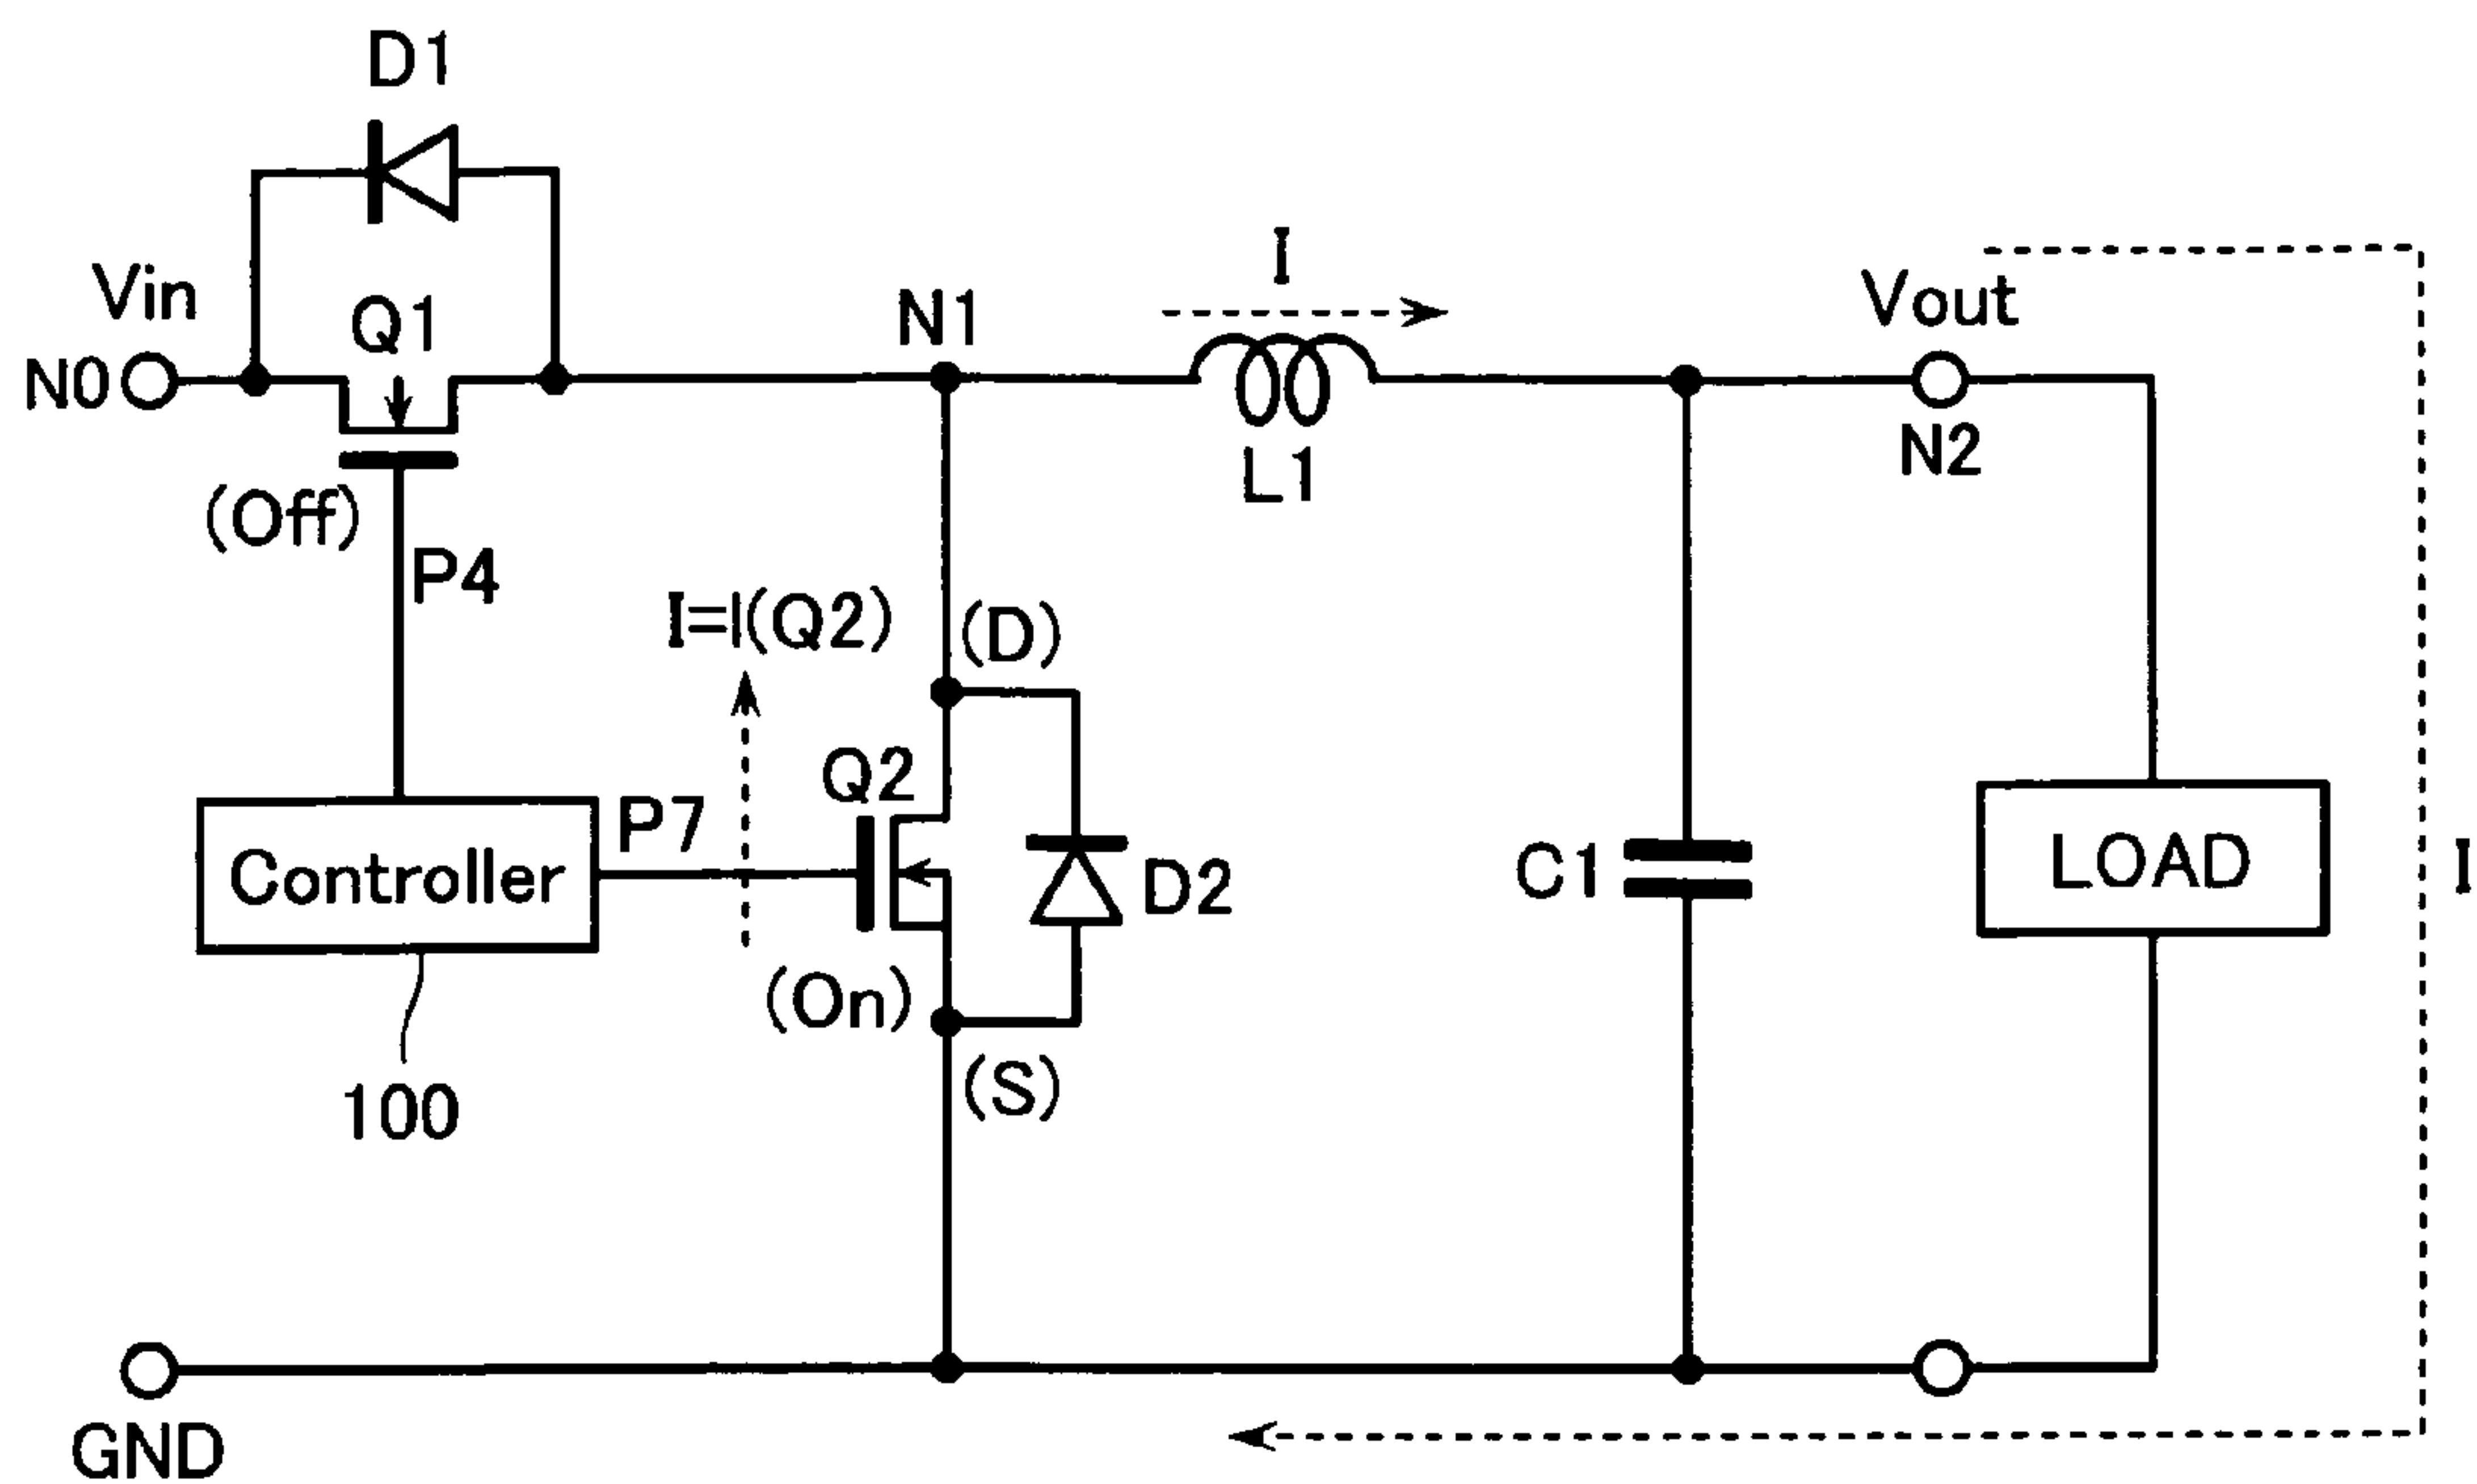 D1
I
Vin
Q1
N1
Vout
N0
N2
L1
(Off)
P4
I=I(Q2)
(D)
Q2
P7
Controller
D2
C1
LOAD
I
(On)
(S)
100
GND